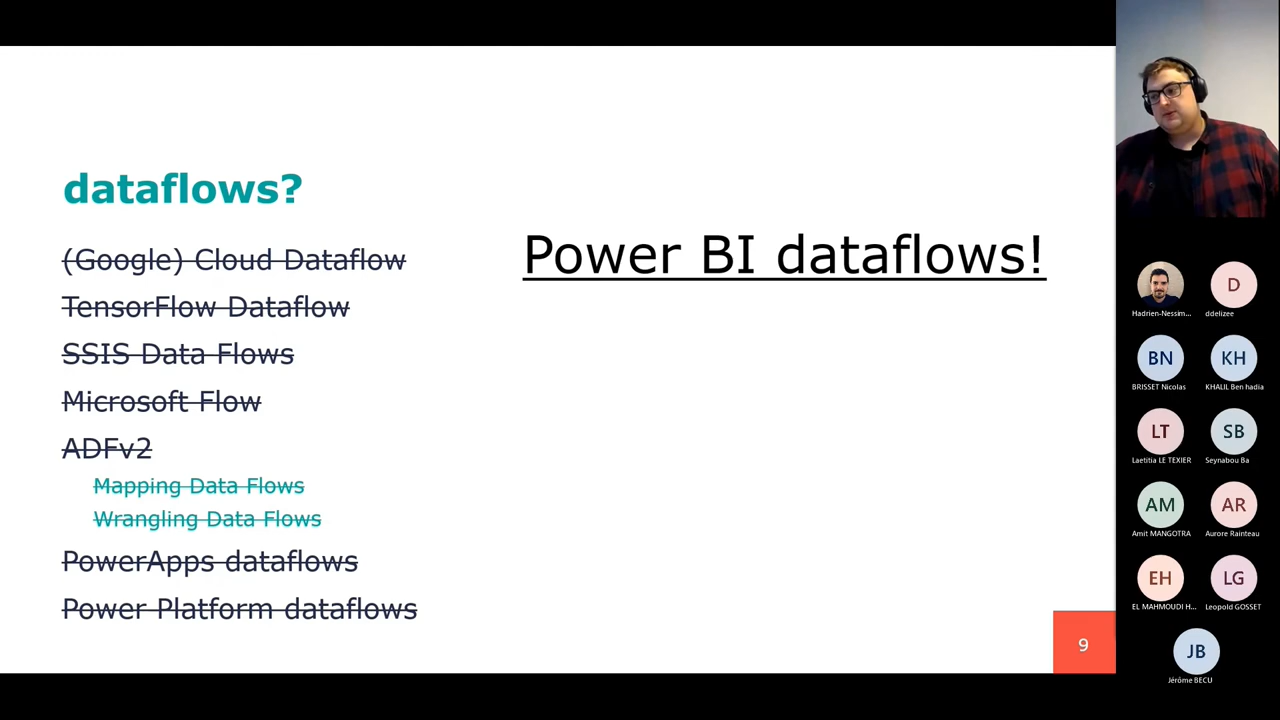 dataflows?
(Google) Cloud Dataflow
TensorFlow Dataflow
SSIS Data Flows
Microsoft Flow
ADFv2
Mapping Data Flows
Wrangling Data Flows
PowerApps dataflows
Power Platform dataflows
Power BI dataflows!
9
Hadrien-Nessim...
D
ddelizee
BN
BRISSET Nicolas
KH
KHALIL Ben hadia
LT
Laetitia LE TEXIER
SB
Seynabou Ba
AM
Amit MANGOTRA
AR
Aurore Rainteau
EH
EL MAHMOUDI H...
LG
Leopold GOSSET
JB
Jérôme BECU